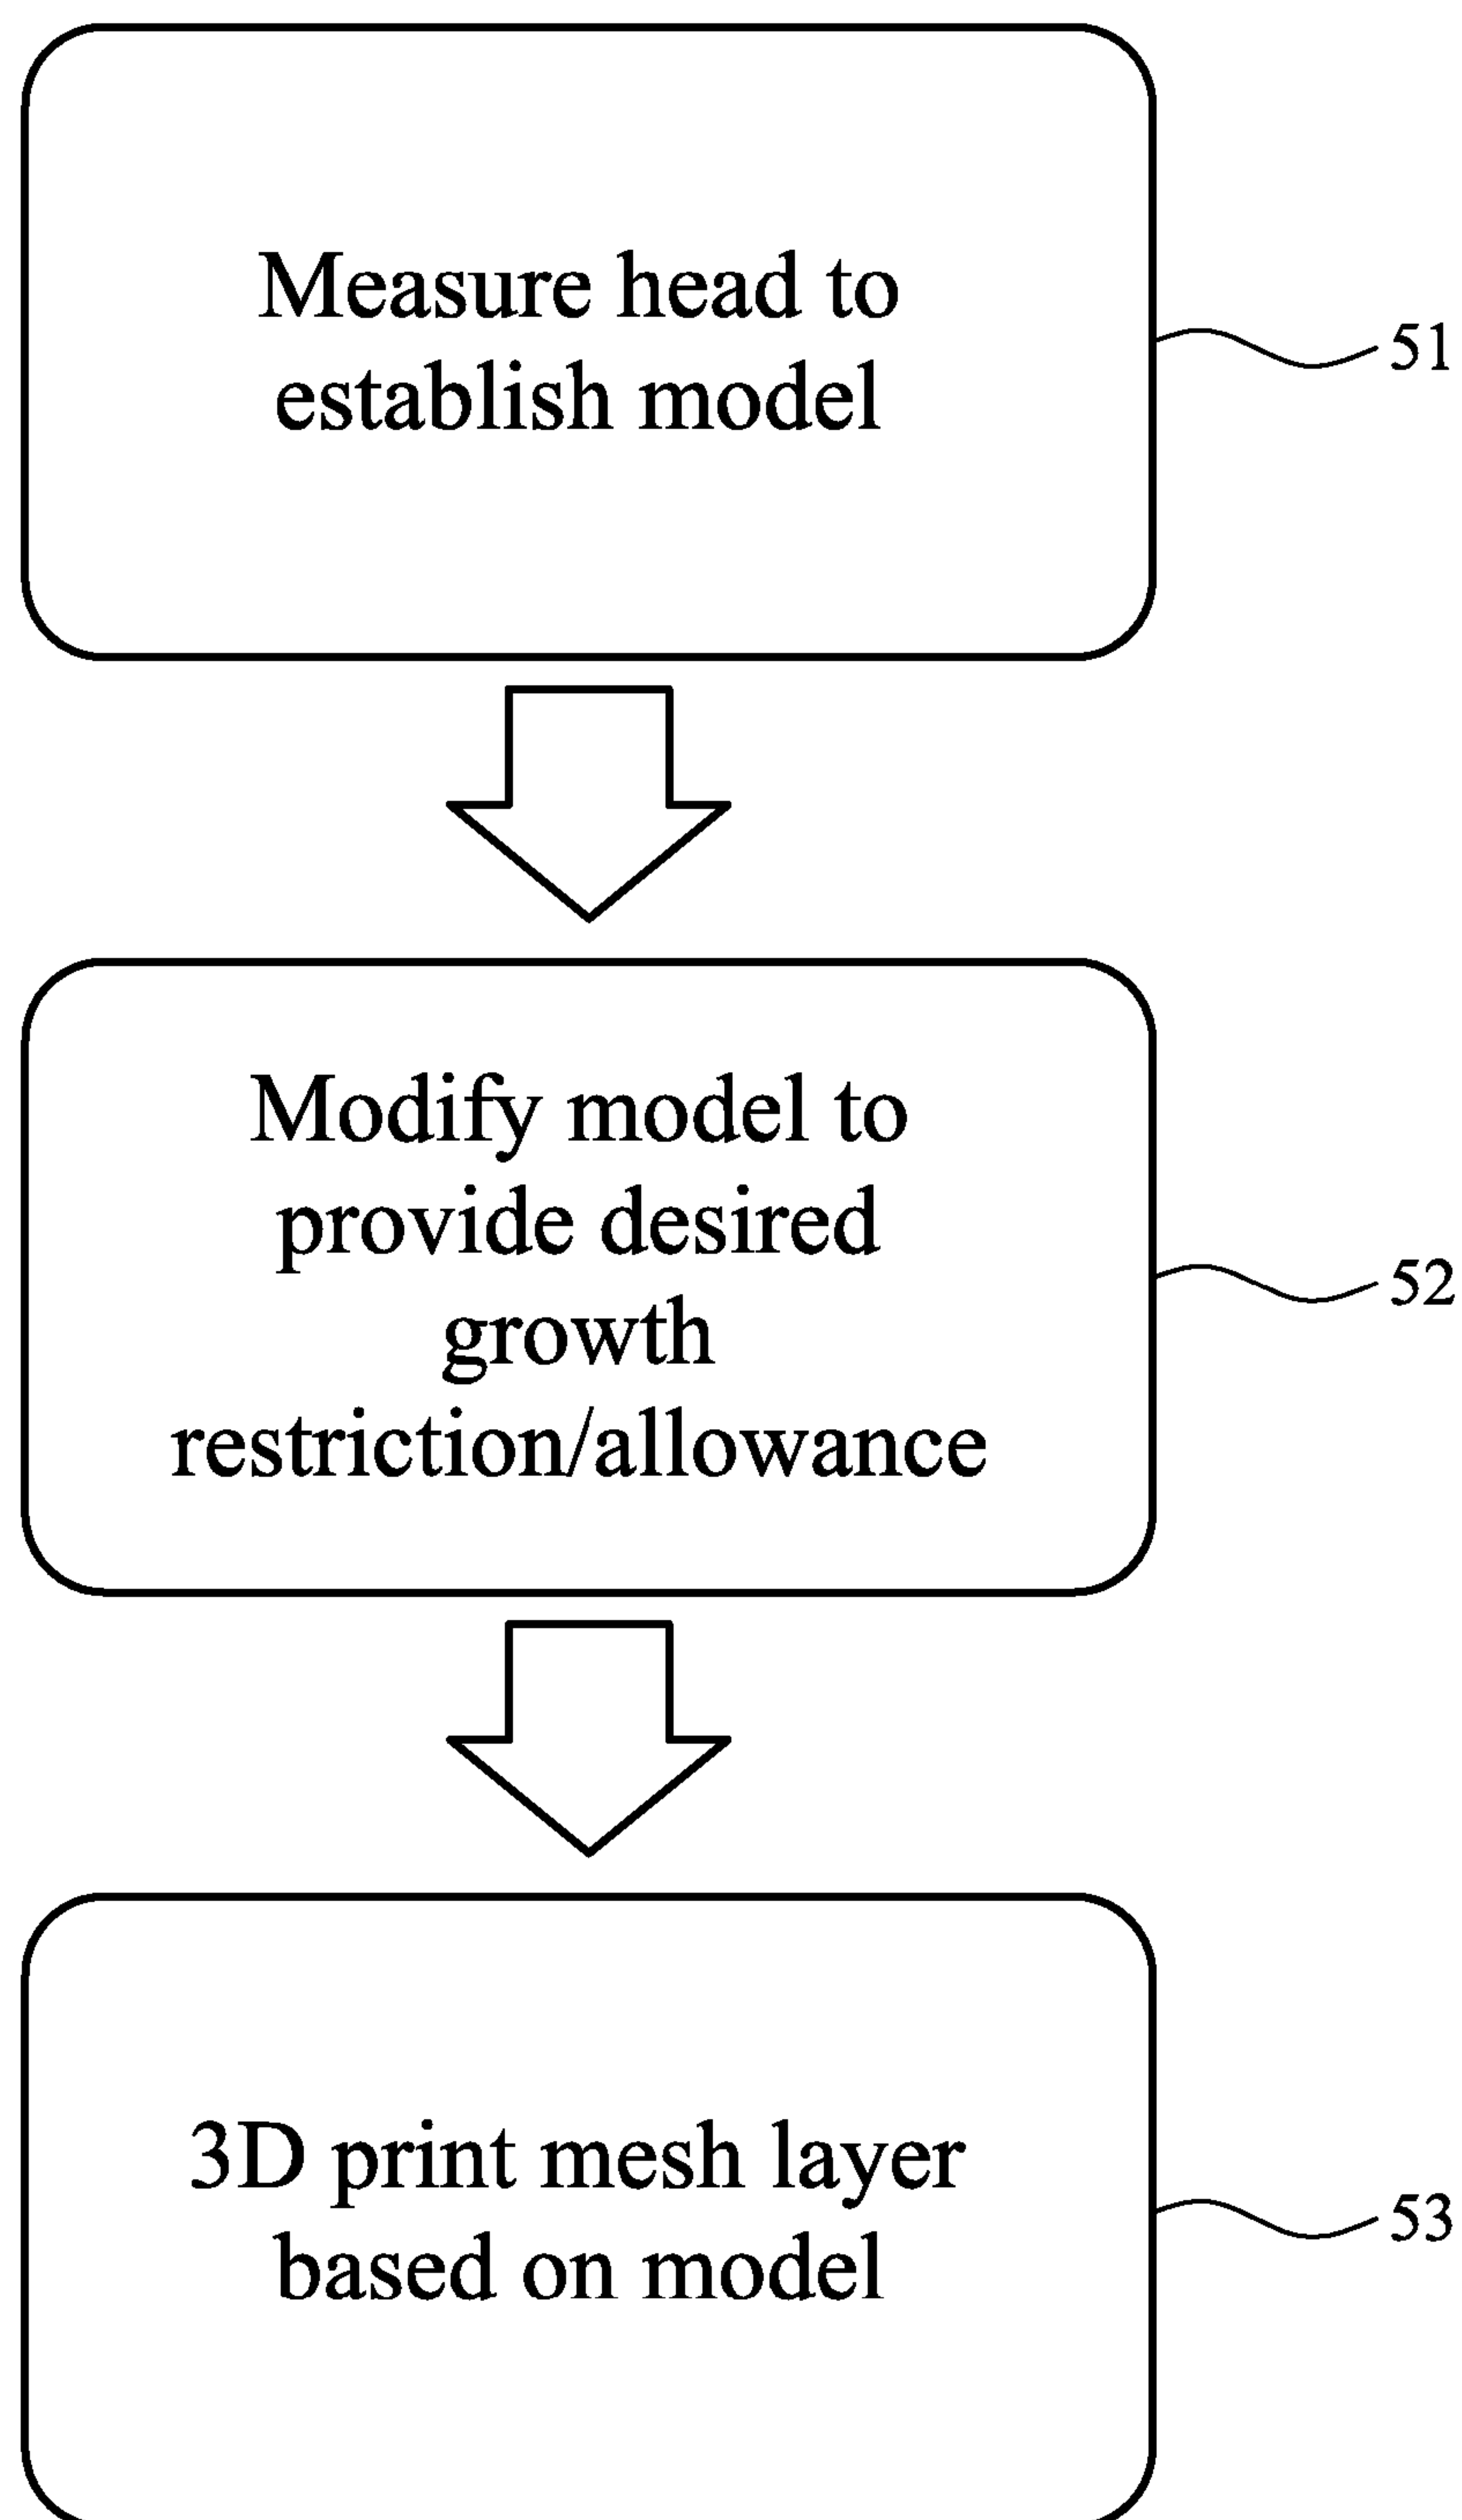 Measure head to
establish model
51
Modify model to
provide desired
growth
restriction/allowance
52
3D print mesh layer
based on model
53